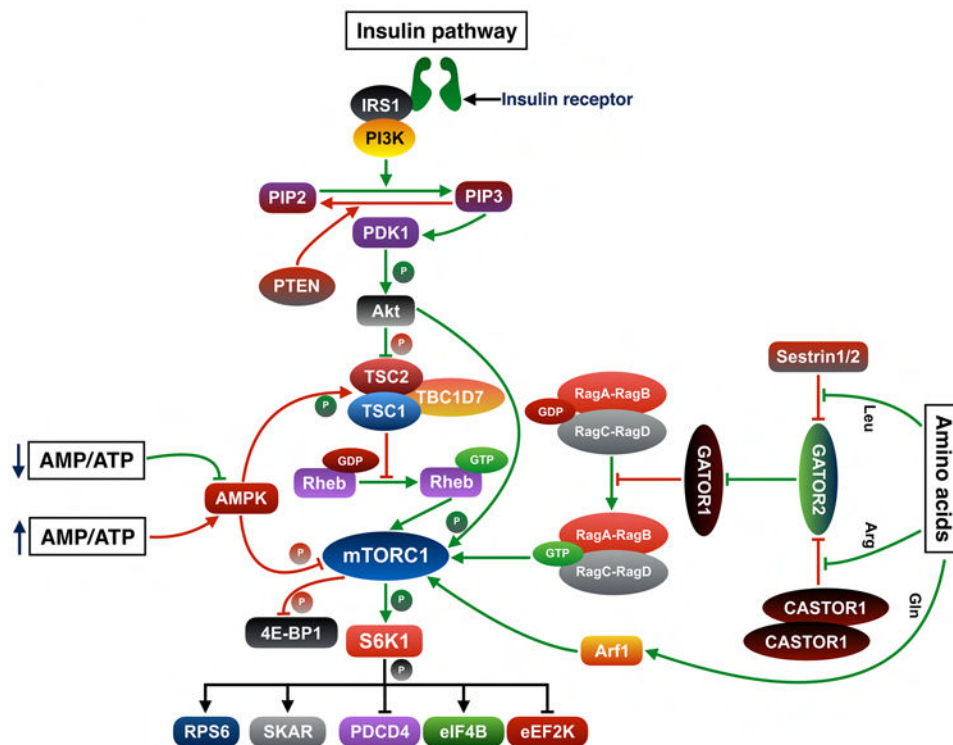 Insulin pathway
IRS1
Insulin receptor
PI3K
PIP2
PIP3
PDK1
PTEN
P
Akt
P
TSC2
TBC1D7
P
TSC1
AMP/ATP
AMPK
AMP/ATP
GDP
Rheb
GTP
Rheb
P
P
mTORC1
P
P
4E-BP1
S6K1
P
RPS6
SKAR
PDCD4
eIF4B
eEF2K
RagA-RagB
GDP
RagC-RagD
GATOR1
RagA-RagB
GTP
RagC-RagD
Arf1
Sestrin1/2
Leu
GATOR2
Amino acids
Arg
CASTOR1
CASTOR1
Gln